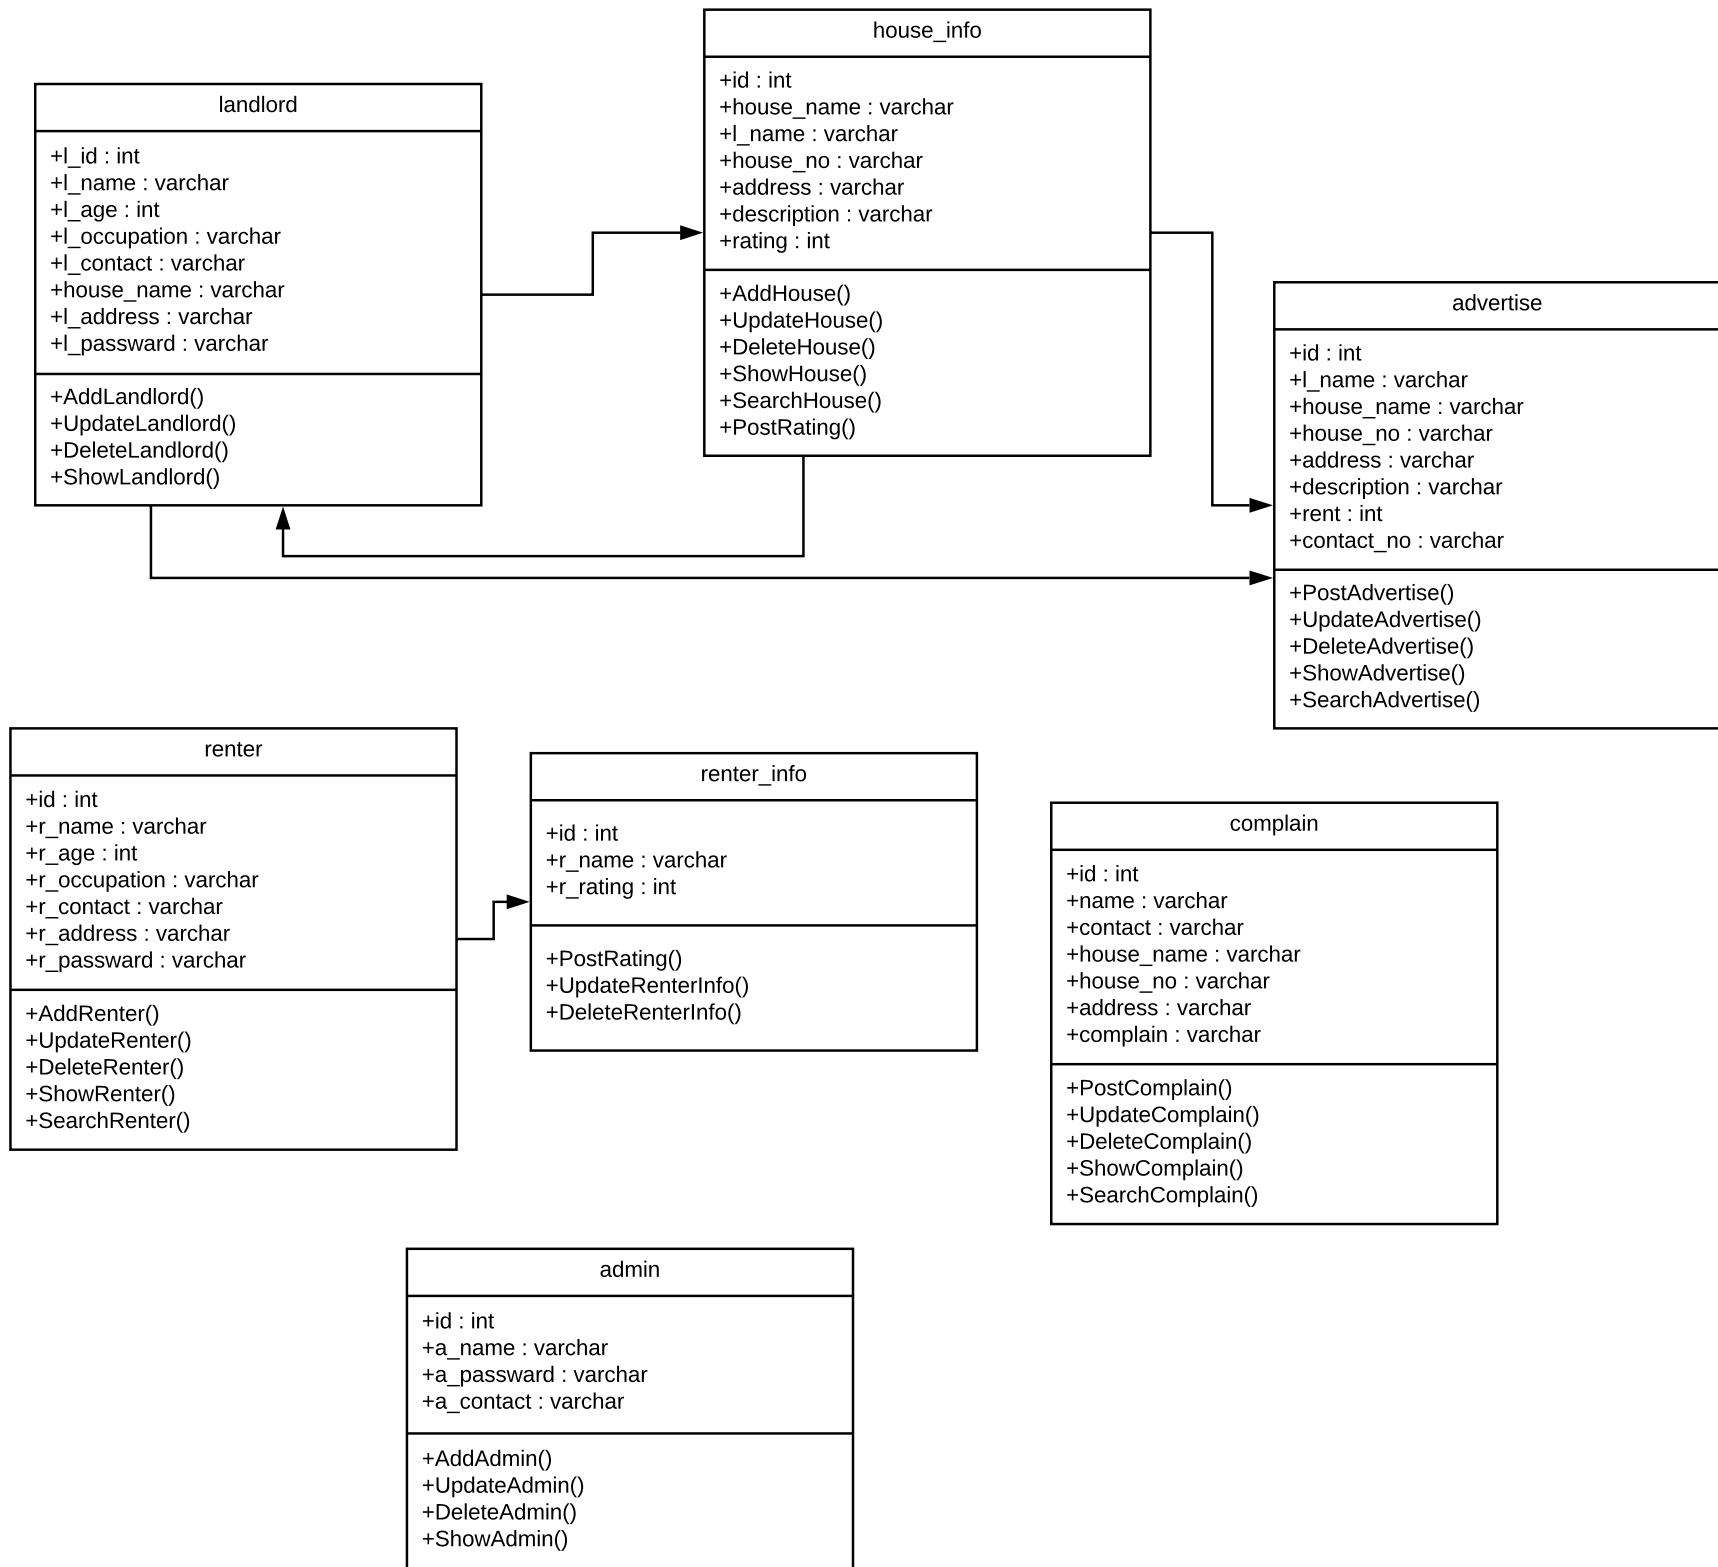 house_info
+id : int
+house_name : varchar
+l_name : varchar
+house_no : varchar
+address : varchar
+description : varchar
+rating : int
+AddHouse()
+UpdateHouse()
+DeleteHouse()
+ShowHouse()
+SearchHouse()
+PostRating()
landlord
+l_id : int
+l_name : varchar
+l_age : int
+l_occupation : varchar
+l_contact : varchar
+house_name : varchar
+l_address : varchar
+l_passward : varchar
+AddLandlord()
+UpdateLandlord()
+DeleteLandlord()
+ShowLandlord()
advertise
+id : int
+l_name : varchar
+house_name : varchar
+house_no : varchar
+address : varchar
+description : varchar
+rent : int
+contact_no : varchar
+PostAdvertise()
+UpdateAdvertise()
+DeleteAdvertise()
+ShowAdvertise()
+SearchAdvertise()
renter
+id : int
+r_name : varchar
+r_age : int
+r_occupation : varchar
+r_contact : varchar
+r_address : varchar
+r_passward : varchar
+AddRenter()
+UpdateRenter()
+DeleteRenter()
+ShowRenter()
+SearchRenter()
renter_info
+id : int
+r_name : varchar
+r_rating : int
+PostRating()
+UpdateRenterInfo()
+DeleteRenterInfo()
complain
+id : int
+name : varchar
+contact : varchar
+house_name : varchar
+house_no : varchar
+address : varchar
+complain : varchar
+PostComplain()
+UpdateComplain()
+DeleteComplain()
+ShowComplain()
+SearchComplain()
admin
+id : int
+a_name : varchar
+a_passward : varchar
+a_contact : varchar
+AddAdmin()
+UpdateAdmin()
+DeleteAdmin()
+ShowAdmin()